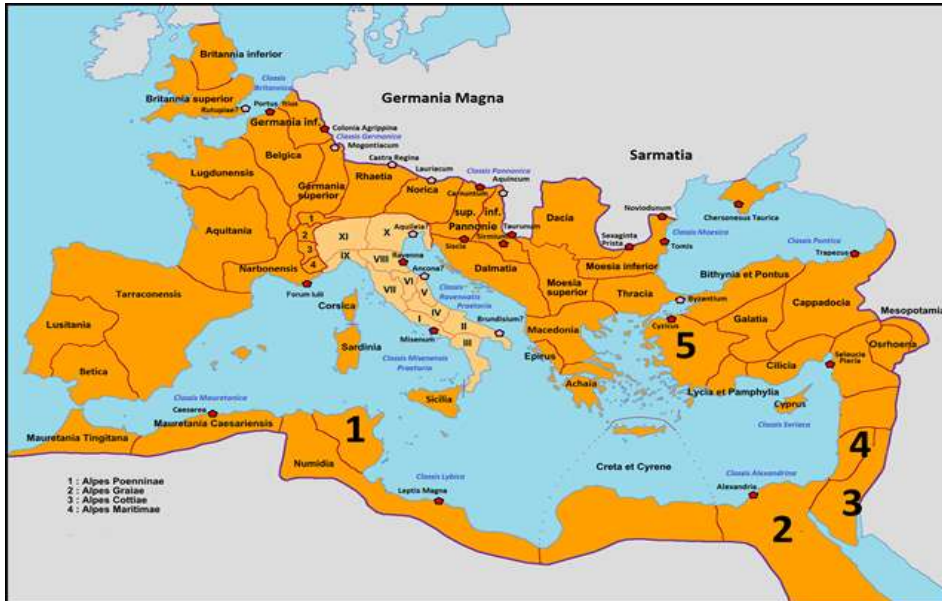 Britannia inferior
Britannia superior
Classis
Britannica
Rutupiae?
Portus Itius
Germania inf.
Colonia Agrippina
Classis Germanica
Mogontiacum
Germania Magna
Sarmatia
Belgica
Lugdunensis
Germania
superior
Castra Regina
Rhaetia
Lauriacum
Norica
Classis Pannonica
Aquincum
Carnuntum
sup.
inf.
Pannonie
Siscia
Sirmium
Taurunum
Dacia
Noviodunum
Sexaginta
Prista
Tomis
Classis Moesica
Chersonesus Taurica
Classis Pontica
Trapezus
Aquitania
Narbonensis
1
2
3
4
Forum Iulii
XI
X
IX
VIII
VII
VI
V
IV
I
II
III
Aquileia?
Ravenna
Ancona?
Classis
Ravennatis
Praetoria
Brundisium?
Misenum
Classis Misenensis
Praetoria
Corsica
Sardinia
Sicilia
Dalmatia
Moesia
superior
Moesia inferior
Thracia
Macedonia
Epirus
Achaia
Byzantium
Cyzicus
Bithynia et Pontus
Galatia
Cappadocia
Mesopotamia
Osrhoena
Cilicia
Seleucia
Pieria
Lycia et Pamphylia
Cyprus
Classis Syriaca
5
Tarraconensis
Lusitania
Betica
Mauretania Tingitana
Classis Mauretanica
Caesarea
Mauretania Caesariensis
Numidia
1
Classis Lybica
Leptis Magna
Creta et Cyrene
Classis Alexandrina
Alexandria
2
3
4
1 : Alpes Poenninae
2 : Alpes Graiae
3 : Alpes Cottiae
4 : Alpes Maritimae